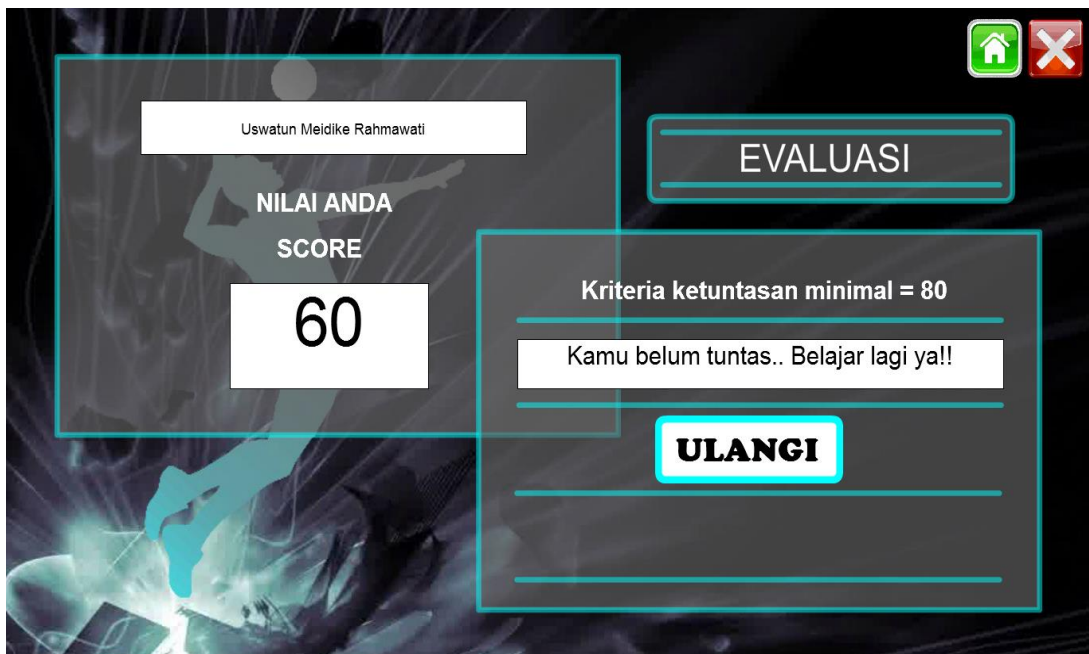 Uswatun Meidike Rahmawati
NILAI ANDA
SCORE
60
EVALUASI
Kriteria ketuntasan minimal = 80
Kamu belum tuntas.. Belajar lagi ya!!
ULANGI